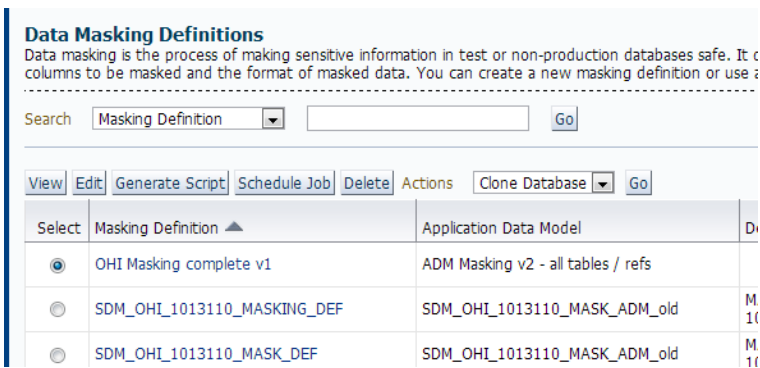 Data Masking Definitions
Data masking is the process of making sensitive information in test or non-production databases safe. It
columns to be masked and the format of masked data. You can create a new masking definition or use a
Search Masking Definition Go
View Edit Generate Script Schedule Job Delete Actions Clone Database Go
Select Masking Definition Application Data Model
OHI Masking complete v1 ADM Masking v2 - all tables / refs
SDM_OHI_1013110_MASKING_DEF SDM_OHI_1013110_MASK_ADM_old
SDM_OHI_1013110_MASK_DEF SDM_OHI_1013110_MASK_ADM_old